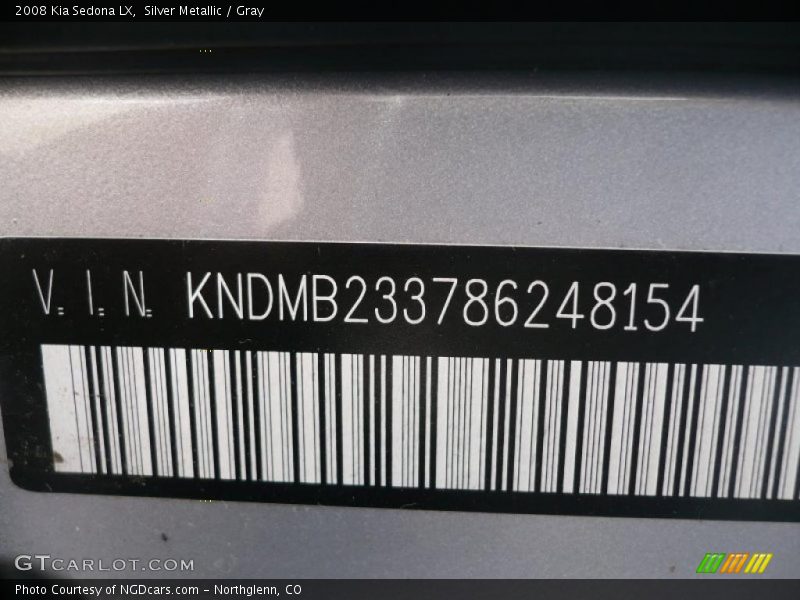 2008 Kia Sedona LX, Silver Metallic / Gray
V. I. N. KNDMB233786248154
GTCARLOT.COM
Photo Courtesy of NGDcars.com - Northglenn, CO